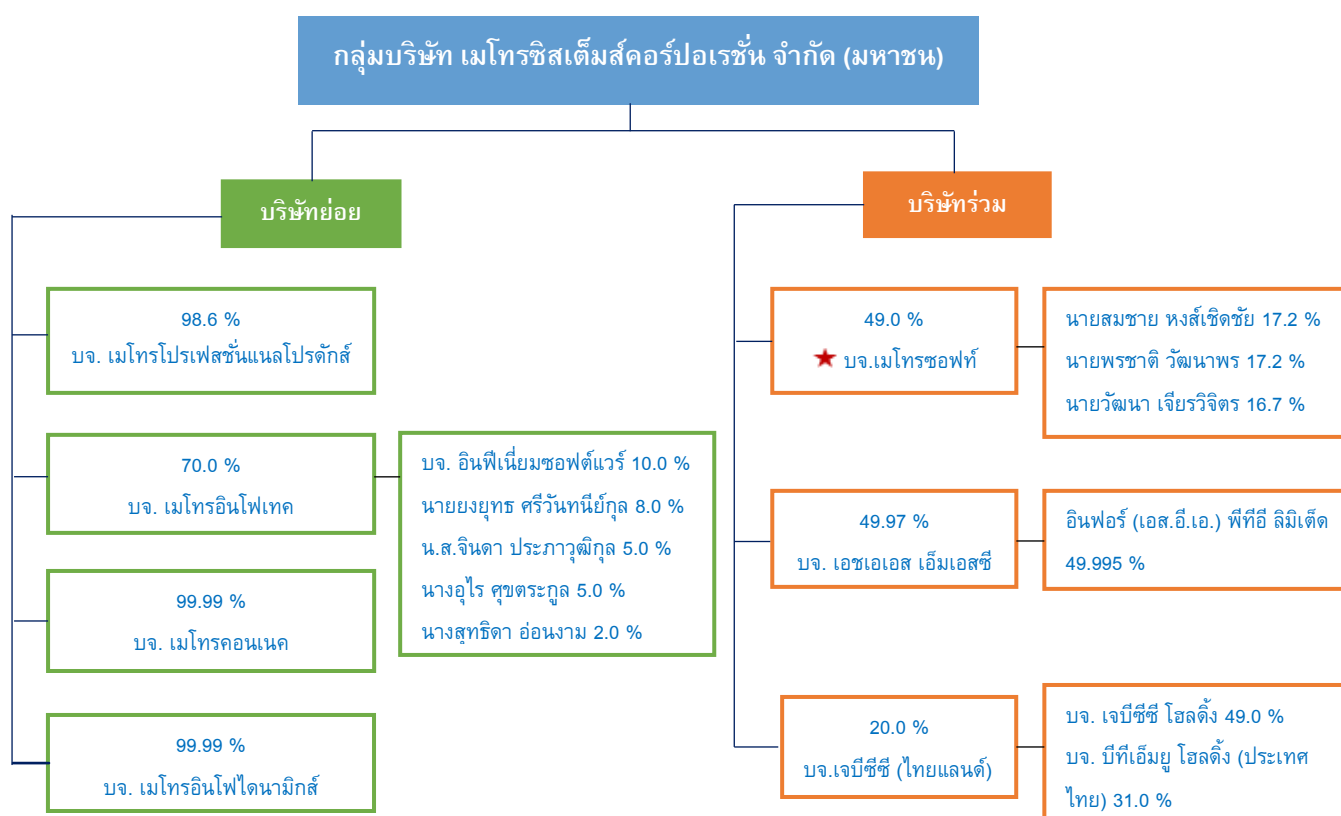 กลุ่มบริษัท เมโทรซิสเต็มส์คอร์ปอเรชั่น จำกัด (มหาชน)
บริษัทย่อย
98.6 %
บจ. เมโทรโปรเฟสชั่นแนลโปรดักส์
70.0 %
บจ. เมโทรอินโฟเทค
บจ. อินฟีเนี่ยมซอฟต์แวร์ 10.0 %
นายยงยุทธ ศรีวันทนีย์กุล 8.0 %
น.ส.จินดา ประภาวุฒิกุล 5.0 %
นางอุไร ศุขตระกูล 5.0 %
นางสุทธิดา อ่อนงาม 2.0 %
99.99 %
บจ. เมโทรคอนเนค
99.99 %
บจ. เมโทรอินโฟไดนามิกส์
บริษัทร่วม
49.0 %
บจ.เมโทรซอฟท์
นายสมชาย หงส์เชิดชัย 17.2 %
นายพรชาติ วัฒนาพร 17.2 %
นายวัฒนา เจียรวิจิตร 16.7 %
49.97 %
บจ. เอชเอเอส เอ็มเอสซี
อินฟอร์ (เอส.อี.เอ.) พีทีอี ลิมิเต็ด
49.995 %
20.0 %
บจ.เจบีซีซี (ไทยแลนด์)
บจ. เจบีซีซี โฮลดิ้ง 49.0 %
บจ. บีทีเอ็มยู โฮลดิ้ง (ประเทศ
ไทย) 31.0 %